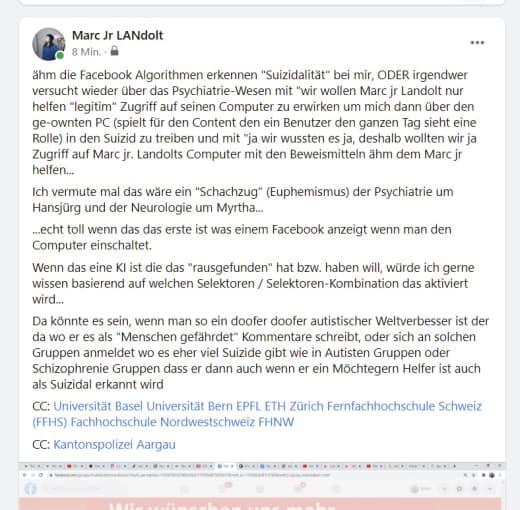 Marc Jr LANdolt
8 Min. ·
ähm die Facebook Algorithmen erkennen "Suizidalität" bei mir, ODER irgendwer
versucht wieder über das Psychiatrie-Wesen mit "wir wollen Marc jr Landolt nur
helfen "legitim" Zugriff auf seinen Computer zu erwirken um mich dann über den
ge-ownten PC (spielt für den Content den ein Benutzer den ganzen Tag sieht eine
Rolle) in den Suizid zu treiben und mit "ja wir wussten es ja, deshalb wollten wir ja
Zugriff auf Marc jr. Landolts Computer mit den Beweismitteln ähm dem Marc jr
helfen...
Ich vermute mal das wäre ein "Schachzug" (Euphemismus) der Psychiatrie um
Hansjürg und der Neurologie um Myrtha...
...echt toll wenn das das erste ist was einem Facebook anzeigt wenn man den
Computer einschaltet.
Wenn das eine KI ist die das "rausgefunden" hat bzw. haben will, würde ich gerne
wissen basierend auf welchen Selektoren / Selektoren-Kombination das aktiviert
wird...
Da könnte es sein, wenn man so ein doofer doofer autistischer Weltverbesser ist der
da wo er es als "Menschen gefährdet" Kommentare schreibt, oder sich an solchen
Gruppen anmeldet wo es eher viel Suizide gibt wie in Autisten Gruppen oder
Schizophrenie Gruppen dass er dann auch wenn er ein Möchtegern Helfer ist auch
als Suizidal erkannt wird
CC: Universität Basel Universität Bern EPFL ETH Zürich Fernfachhochschule Schweiz
(FFHS) Fachhochschule Nordwestschweiz FHNW
CC: Kantonspolizei Aargau
Wir wünschen uns mehr